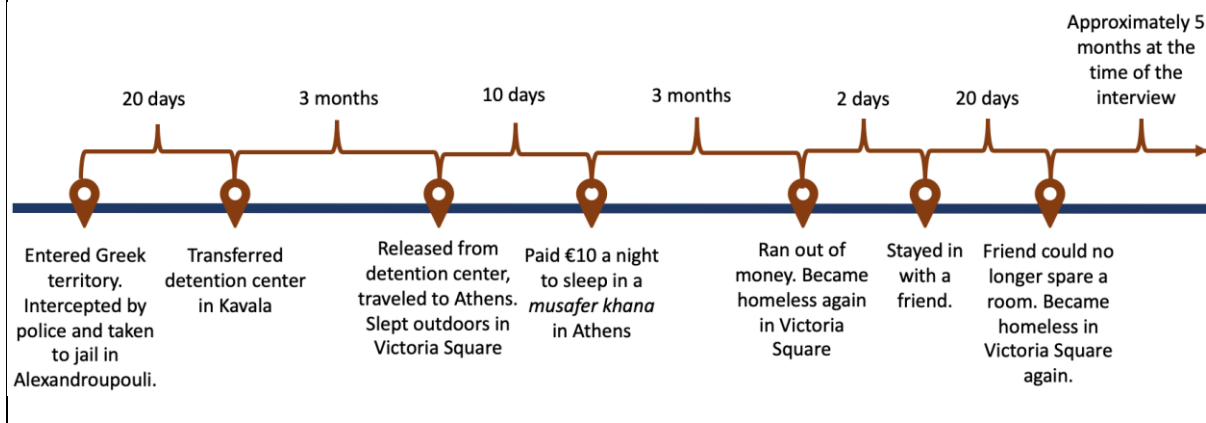 Approximately 5
months at the
time of the
interview
20 days
3 months
10 days
3 months
2 days
20 days
Entered Greek
territory.
Intercepted by
police and taken
to jail in
Alexandroupouli.
Transferred
detention center
in Kavala
Released from
detention center,
traveled to Athens.
Slept outdoors in
Victoria Square
Paid €10 a night
to sleep in a
musafer khana
in Athens
Ran out of
money. Became
homeless again
in Victoria
Square
Stayed in
with a
friend.
Friend could no
longer spare a
room. Became
homeless in
Victoria Square
again.